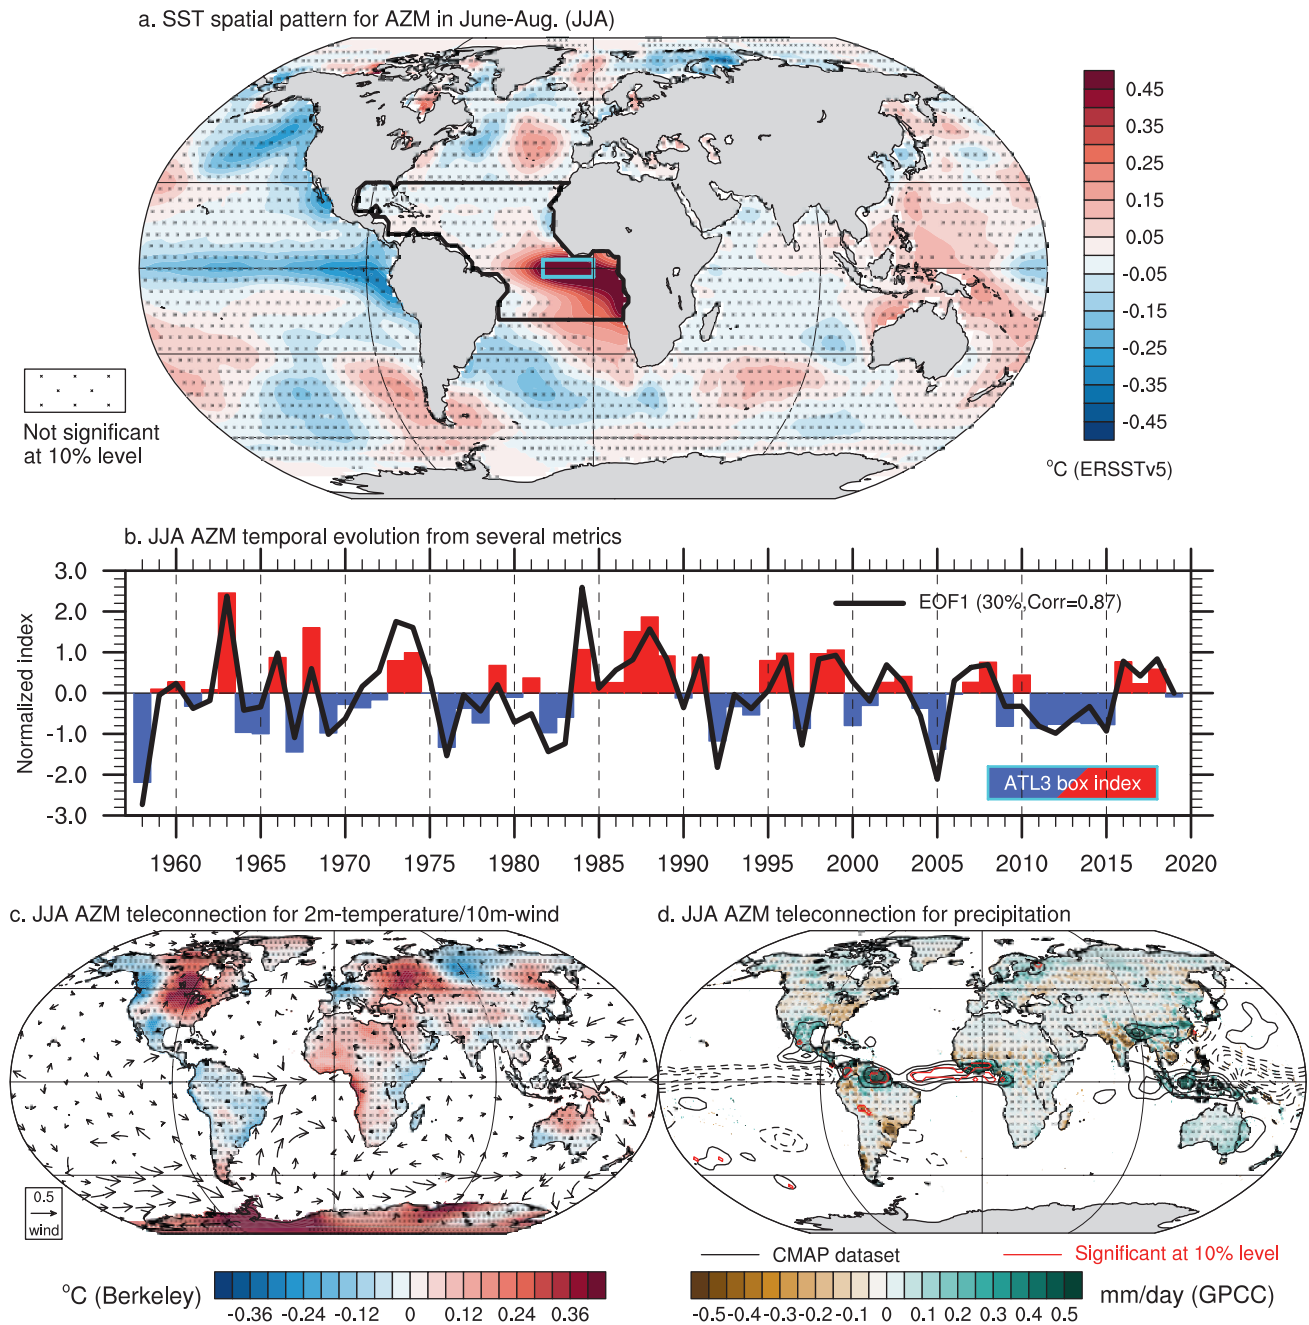 a. SST spatial pattern for AZM in June-Aug. (JJA)
0.45
0.35
0.25
0.15
0.05
-0.05
-0.15
-0.25
-0.35
-0.45
°C (ERSSTv5)
Not significant
at 10% level
b. JJA AZM temporal evolution from several metrics
Normalized index
3.0
2.0
1.0
0.0
-1.0
-2.0
-3.0
EOF1 (30%,Corr=0.87)
ATL3 box index
1960 1965 1970 1975 1980 1985 1990 1995 2000 2005 2010 2015 2020
c. JJA AZM teleconnection for 2m-temperature/10m-wind
0.5
wind
°C (Berkeley)
-0.36 -0.24 -0.12 0 0.12 0.24 0.36
d. JJA AZM teleconnection for precipitation
CMAP dataset
Significant at 10% level
-0.5 -0.4 -0.3 -0.2 -0.1 0 0.1 0.2 0.3 0.4 0.5
mm/day (GPCC)